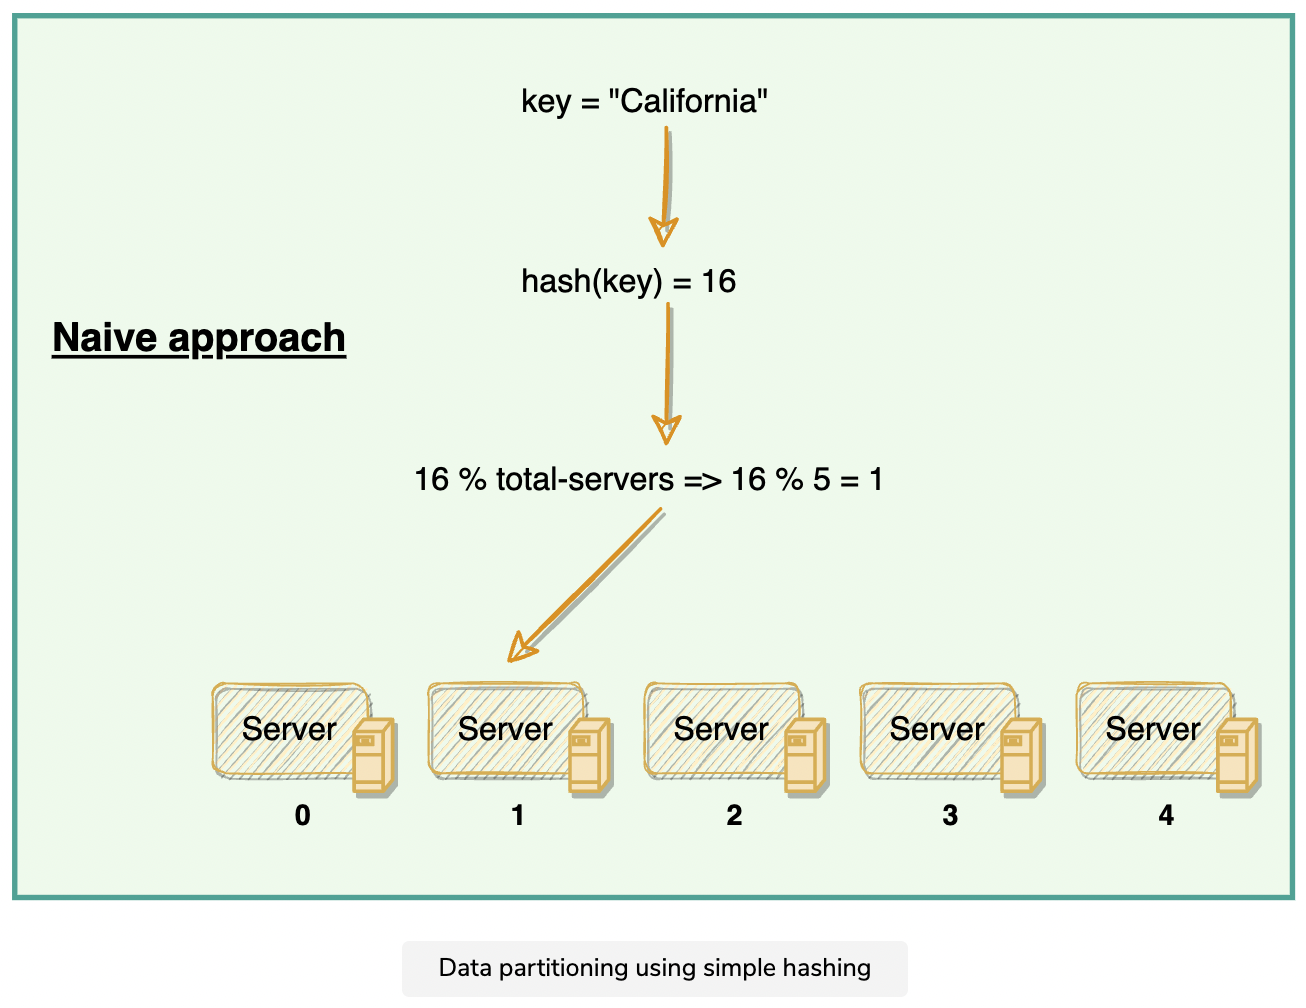 key = "California"
hash(key) = 16
Naive approach
16 % total-servers => 16 % 5 = 1
Server Server Server Server Server
0 1 2 3 4
Data partitioning using simple hashing